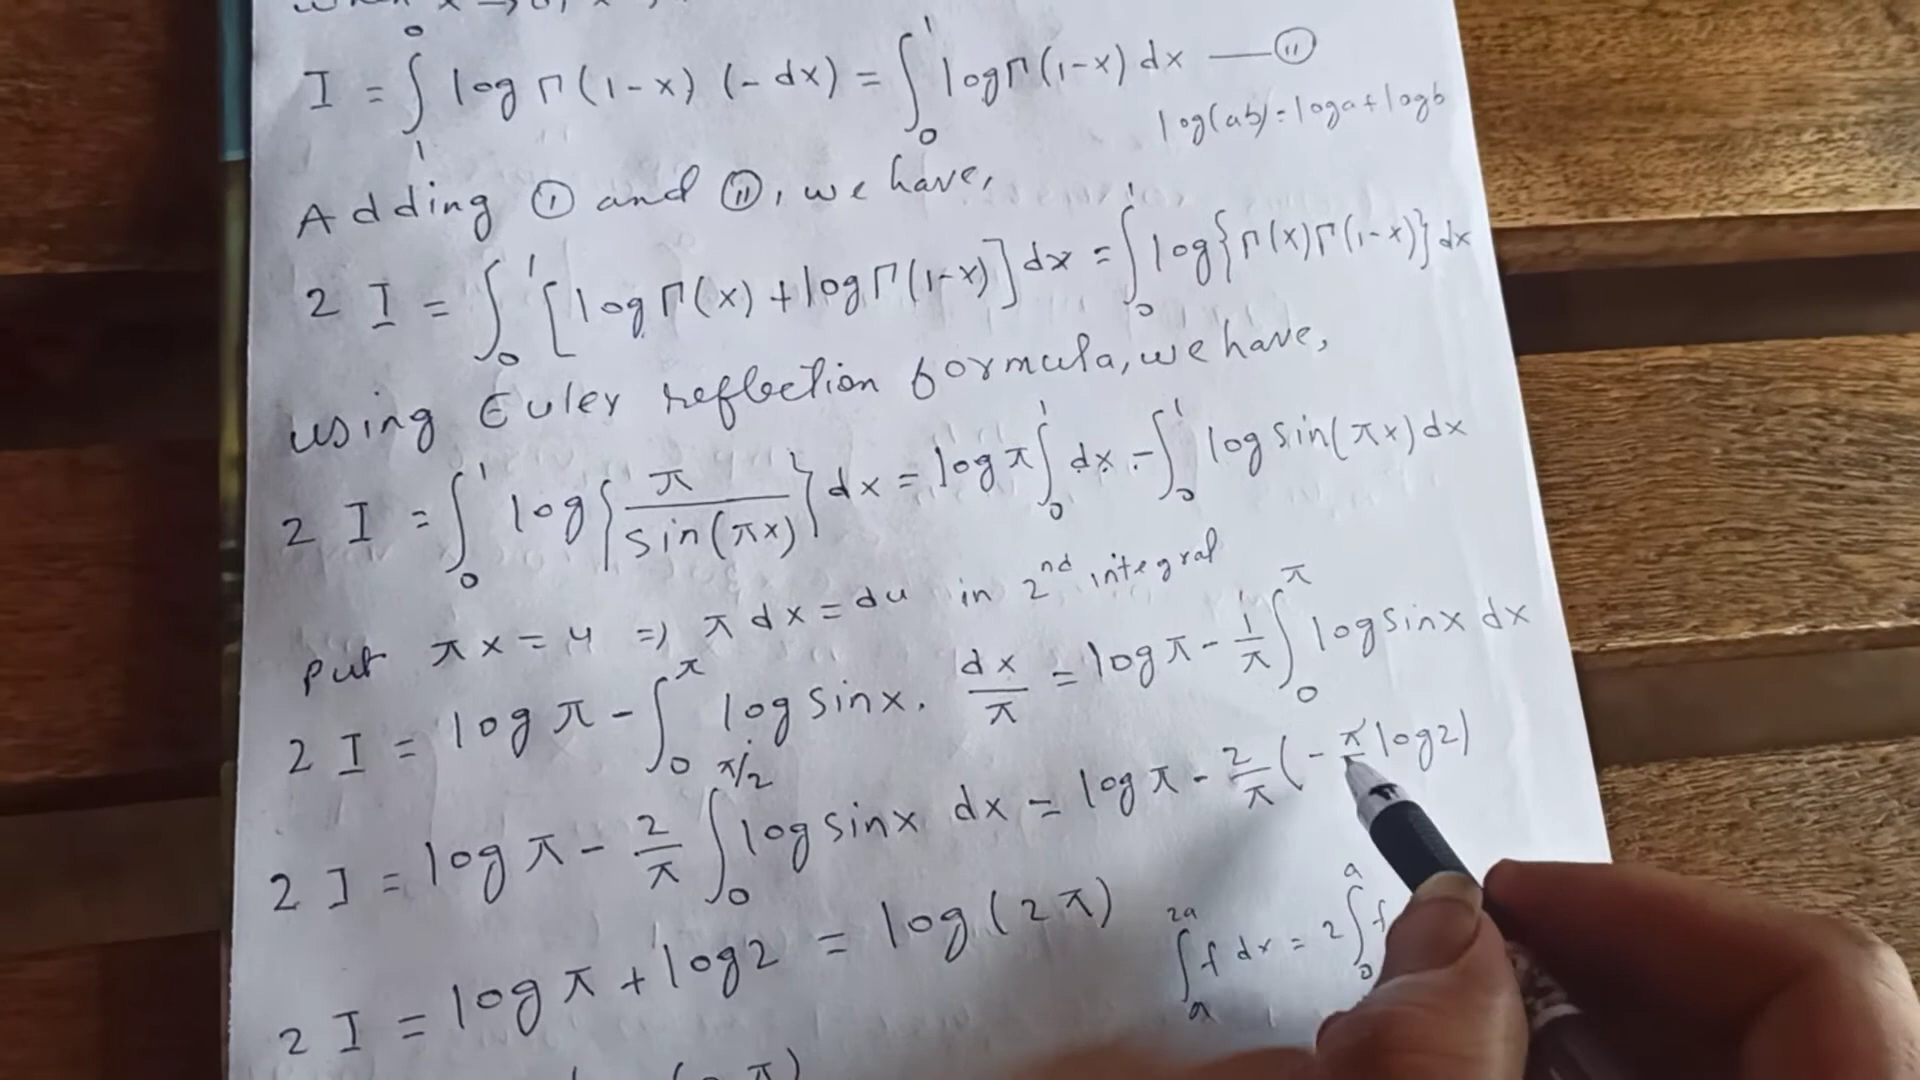 I = ∫₁⁰ log Γ(1-x) (-dx) = ∫₀¹ log Γ(1-x) dx — (II)
log(ab) = log a + log b
Adding (I) and (II), we have,
2 I = ∫₀¹ [log Γ(x) + log Γ(1-x)] dx = ∫₀¹ log{Γ(x)Γ(1-x)} dx
using Euler reflection formula, we have,
2 I = ∫₀¹ log{π/sin(πx)} dx = log π ∫₀¹ dx - ∫₀¹ log sin(πx) dx
put πx = u ⇒ π dx = du in 2nd integral
2 I = log π - ∫₀^π log sin x . dx/π = log π - 1/π ∫₀^π log sin x dx
2 I = log π - 2/π ∫₀^(π/2) log sin x dx = log π - 2/π (-π/ log 2)
2 I = log π + log 2 = log(2π)
∫ₐ^(2a) f dx = 2 ∫₀^a f
π)